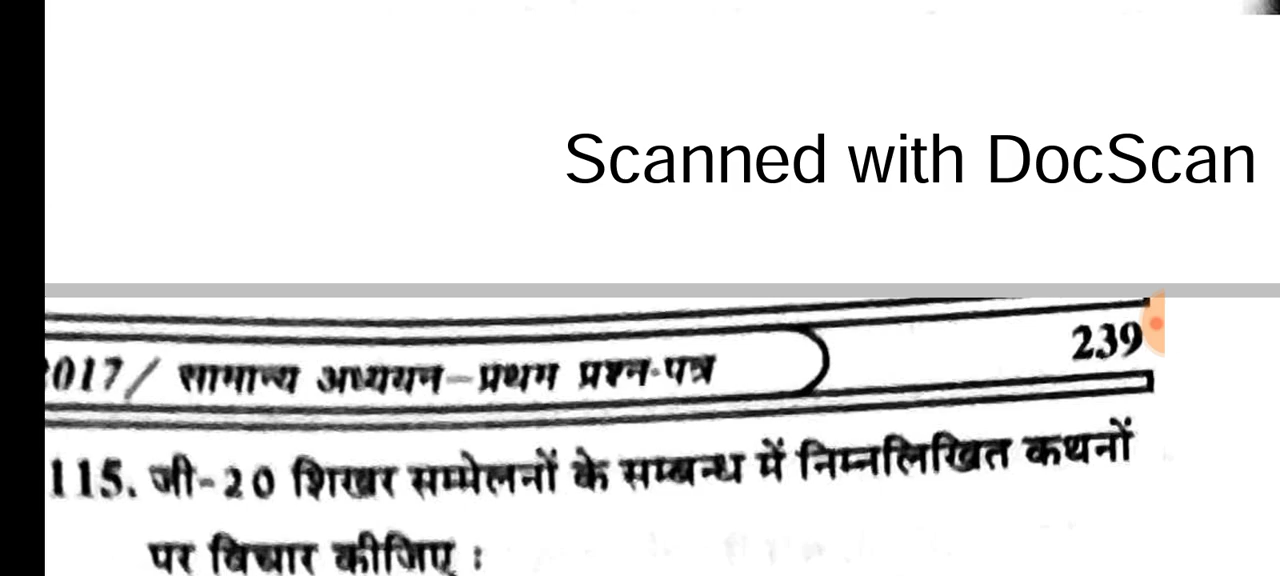 Scanned with DocScan
017/ सामान्य अध्ययन–प्रथम प्रश्न-पत्र
239
115. जी-20 शिखर सम्मेलनों के सम्बन्ध में निम्नलिखित कथनों
पर विचार कीजिए :